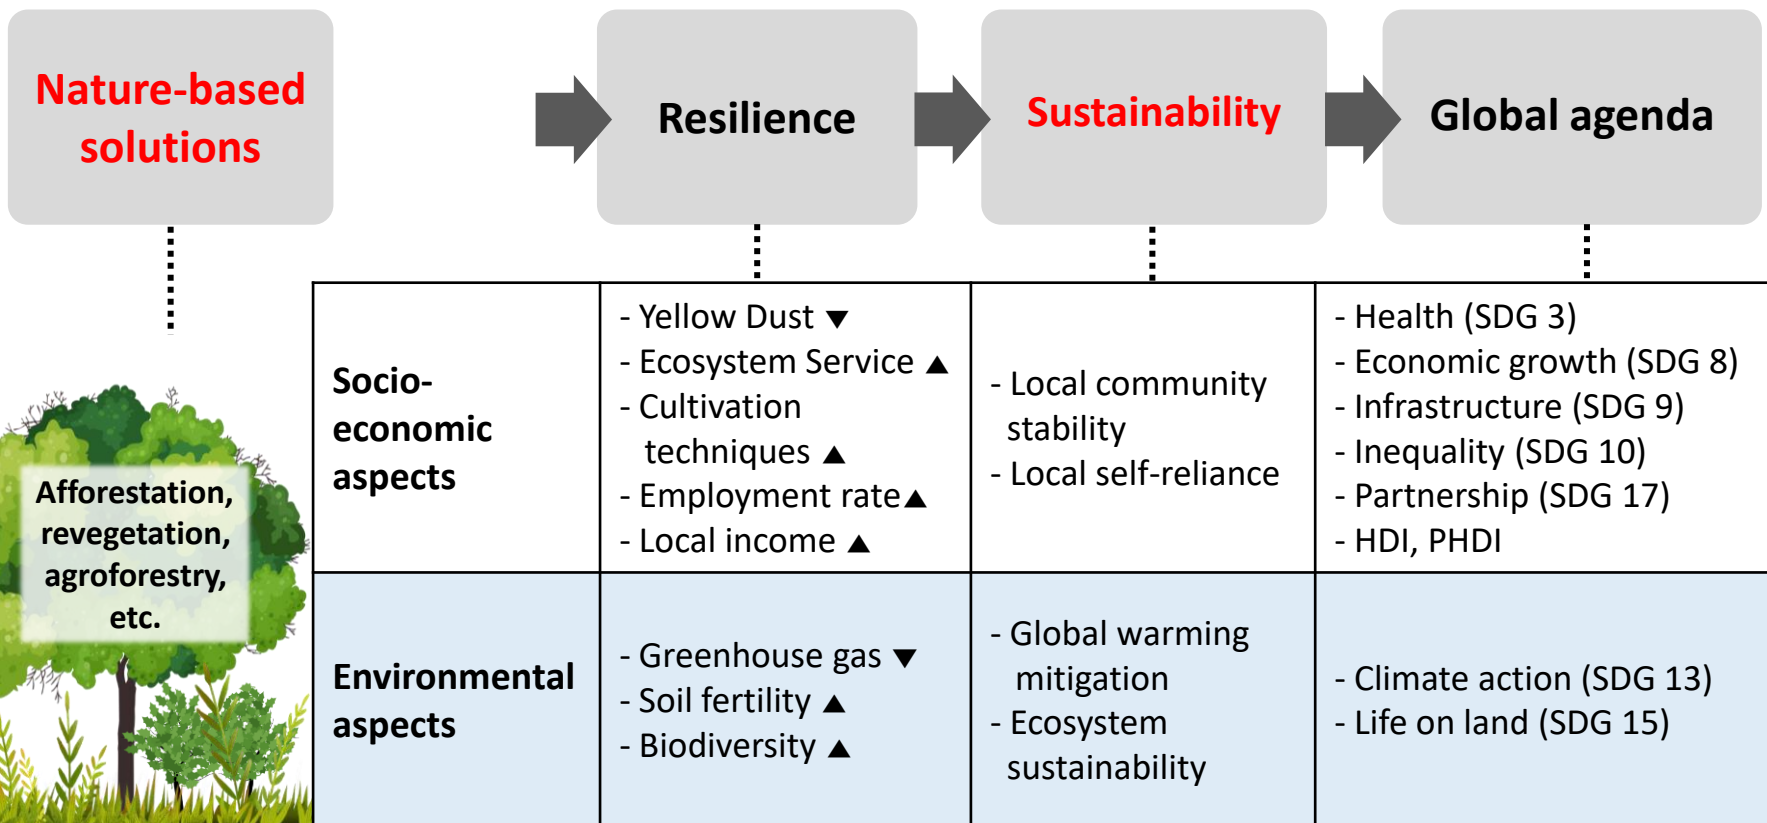 Nature-based
solutions
Resilience
Sustainability
Global agenda
Afforestation,
revegetation,
agroforestry,
etc.
Socio-
economic
aspects
- Yellow Dust ▼
- Ecosystem Service ▲
- Cultivation
techniques ▲
- Employment rate▲
- Local income ▲
- Local community
stability
- Local self-reliance
- Health (SDG 3)
- Economic growth (SDG 8)
- Infrastructure (SDG 9)
- Inequality (SDG 10)
- Partnership (SDG 17)
- HDI, PHDI
Environmental
aspects
- Greenhouse gas ▼
- Soil fertility ▲
- Biodiversity ▲
- Global warming
mitigation
- Ecosystem
sustainability
- Climate action (SDG 13)
- Life on land (SDG 15)